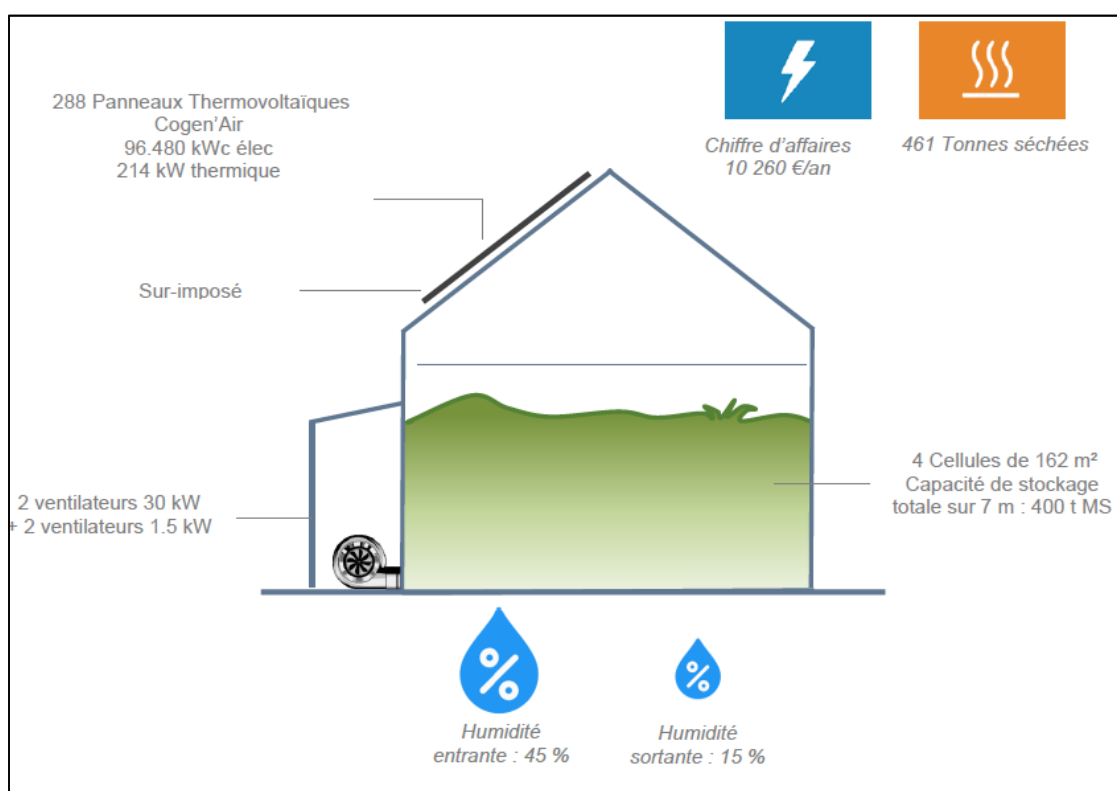 288 Panneaux Thermovoltaïques
Cogen'Air
96.480 kWc élec
214 kW thermique
Chiffre d'affaires
10 260 €/an
461 Tonnes séchées
Sur-imposé
2 ventilateurs 30 kW
+ 2 ventilateurs 1.5 kW
4 Cellules de 162 m²
Capacité de stockage
totale sur 7 m : 400 t MS
%
%
Humidité
entrante : 45 %
Humidité
sortante : 15 %